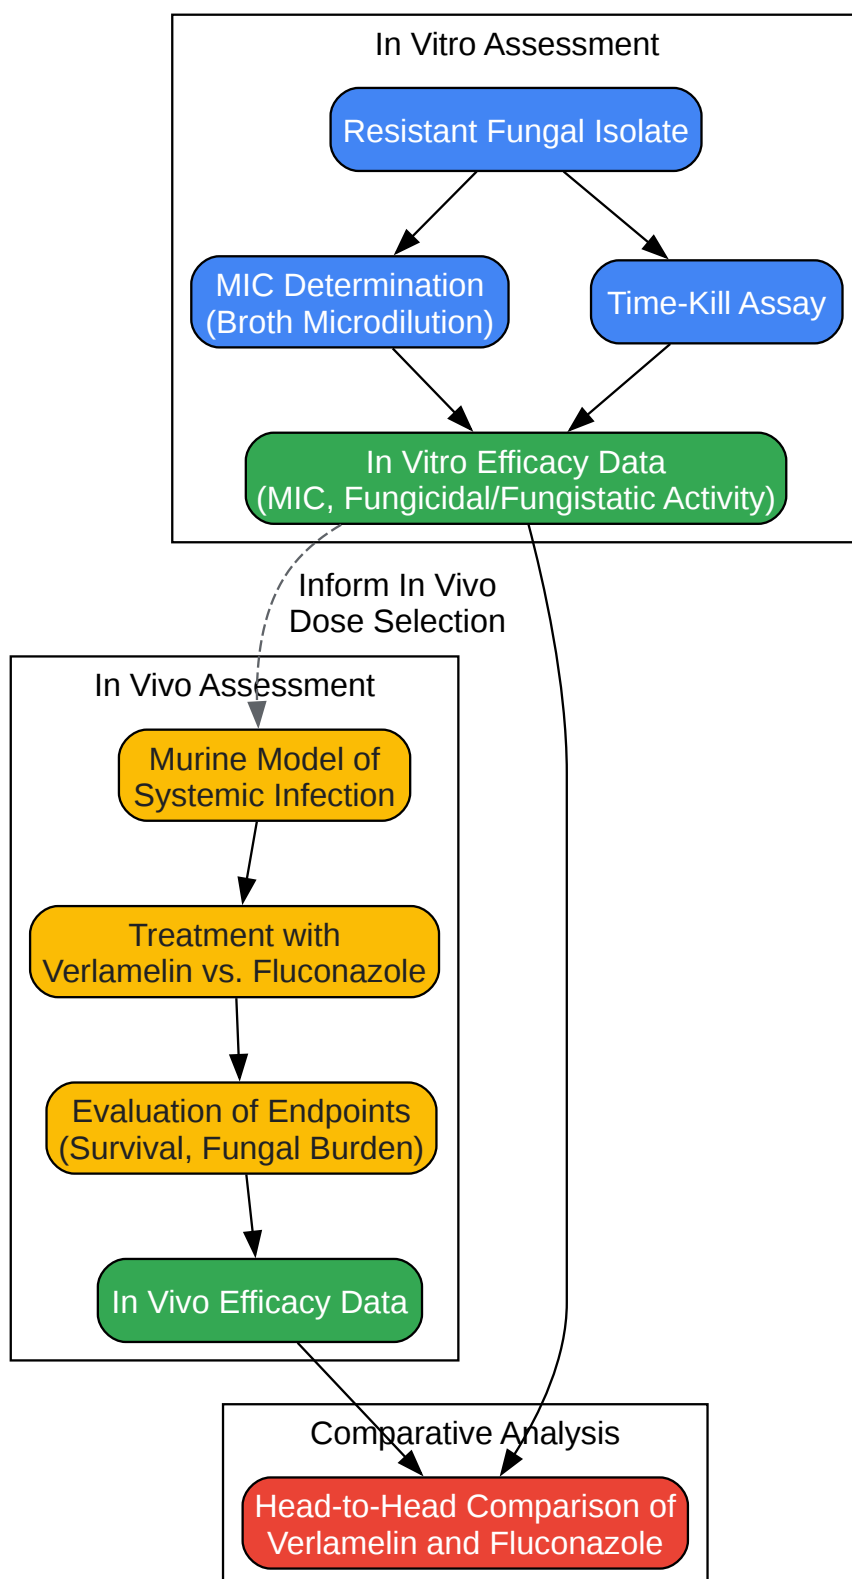 In Vitro Assessment
Resistant Fungal Isolate
MIC Determination
(Broth Microdilution)
Time-Kill Assay
In Vitro Efficacy Data
(MIC, Fungicidal/Fungistatic Activity)
Inform In Vivo
Dose Selection
In Vivo Assessment
Murine Model of
Systemic Infection
Treatment with
Verlamelin vs. Fluconazole
Evaluation of Endpoints
(Survival, Fungal Burden)
In Vivo Efficacy Data
Comparative Analysis
Head-to-Head Comparison of
Verlamelin and Fluconazole